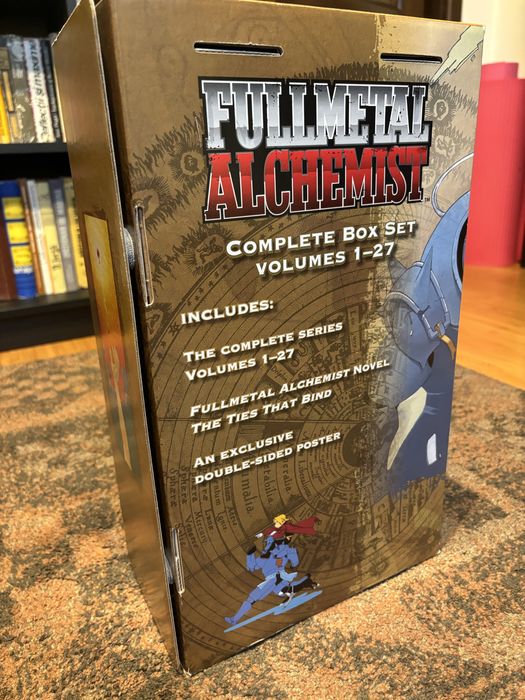 FULLMETAL
ALCHEMIST
TM
COMPLETE BOX SET
VOLUMES 1–27
INCLUDES:
THE COMPLETE SERIES
VOLUMES 1–27
FULLMETAL ALCHEMIST NOVEL
THE TIES THAT BIND
AN EXCLUSIVE
DOUBLE-SIDED POSTER